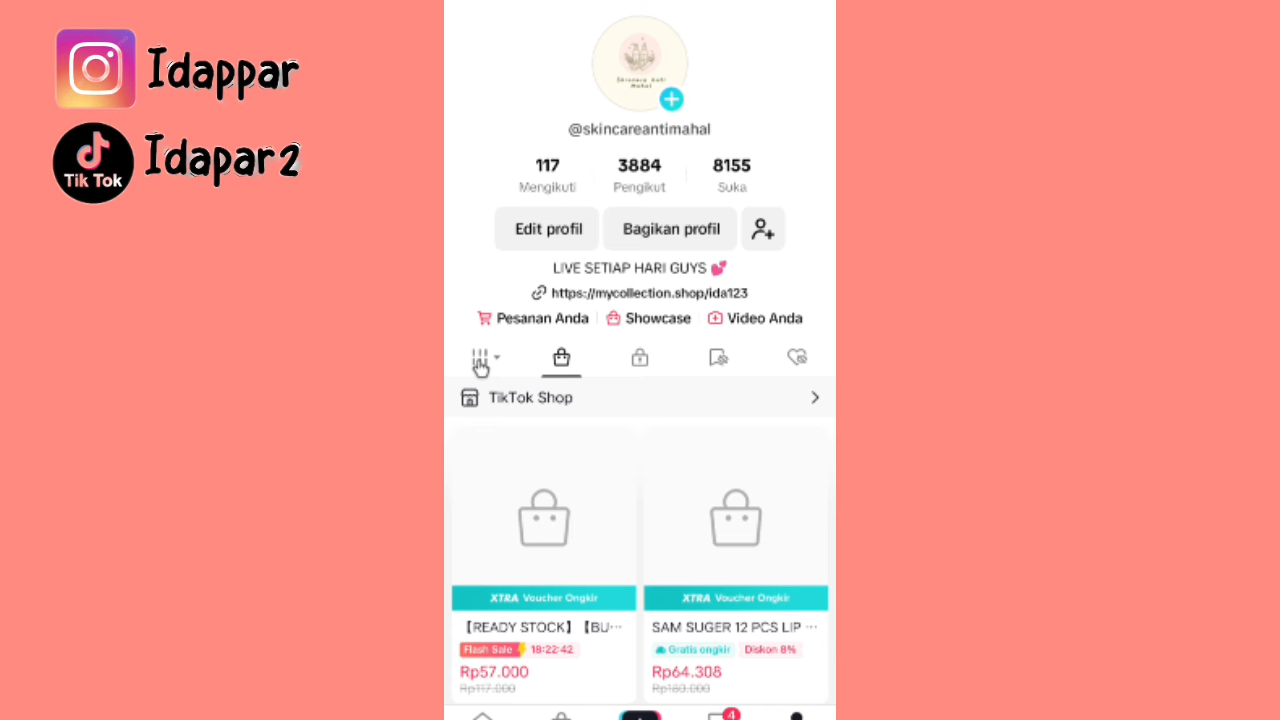 Idappar
Tik Tok
Idapar2
Skincare Anti
Mahal
@skincareantimahal
117 3884 8155
Mengikuti Pengikut Suka
Edit profil Bagikan profil
LIVE SETIAP HARI GUYS 💕
https://mycollection.shop/ida123
Pesanan Anda Showcase Video Anda
TikTok Shop
XTRA Voucher Ongkir XTRA Voucher Ongkir
【READY STOCK】【BU··· SAM SUGER 12 PCS LIP ···
Flash Sale 18:22:42 Gratis ongkir Diskon 8%
Rp57.000 Rp64.308
Rp117.000 Rp180.000
4